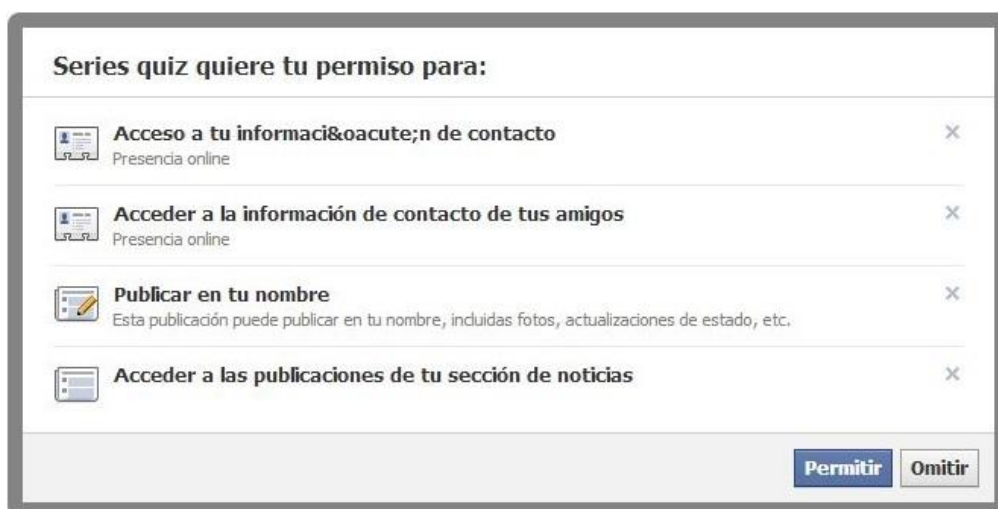 Series quiz quiere tu permiso para:
Acceso a tu informaci&oacute;n de contacto
Presencia online
Acceder a la información de contacto de tus amigos
Presencia online
Publicar en tu nombre
Esta publicación puede publicar en tu nombre, incluidas fotos, actualizaciones de estado, etc.
Acceder a las publicaciones de tu sección de noticias
Permitir Omitir